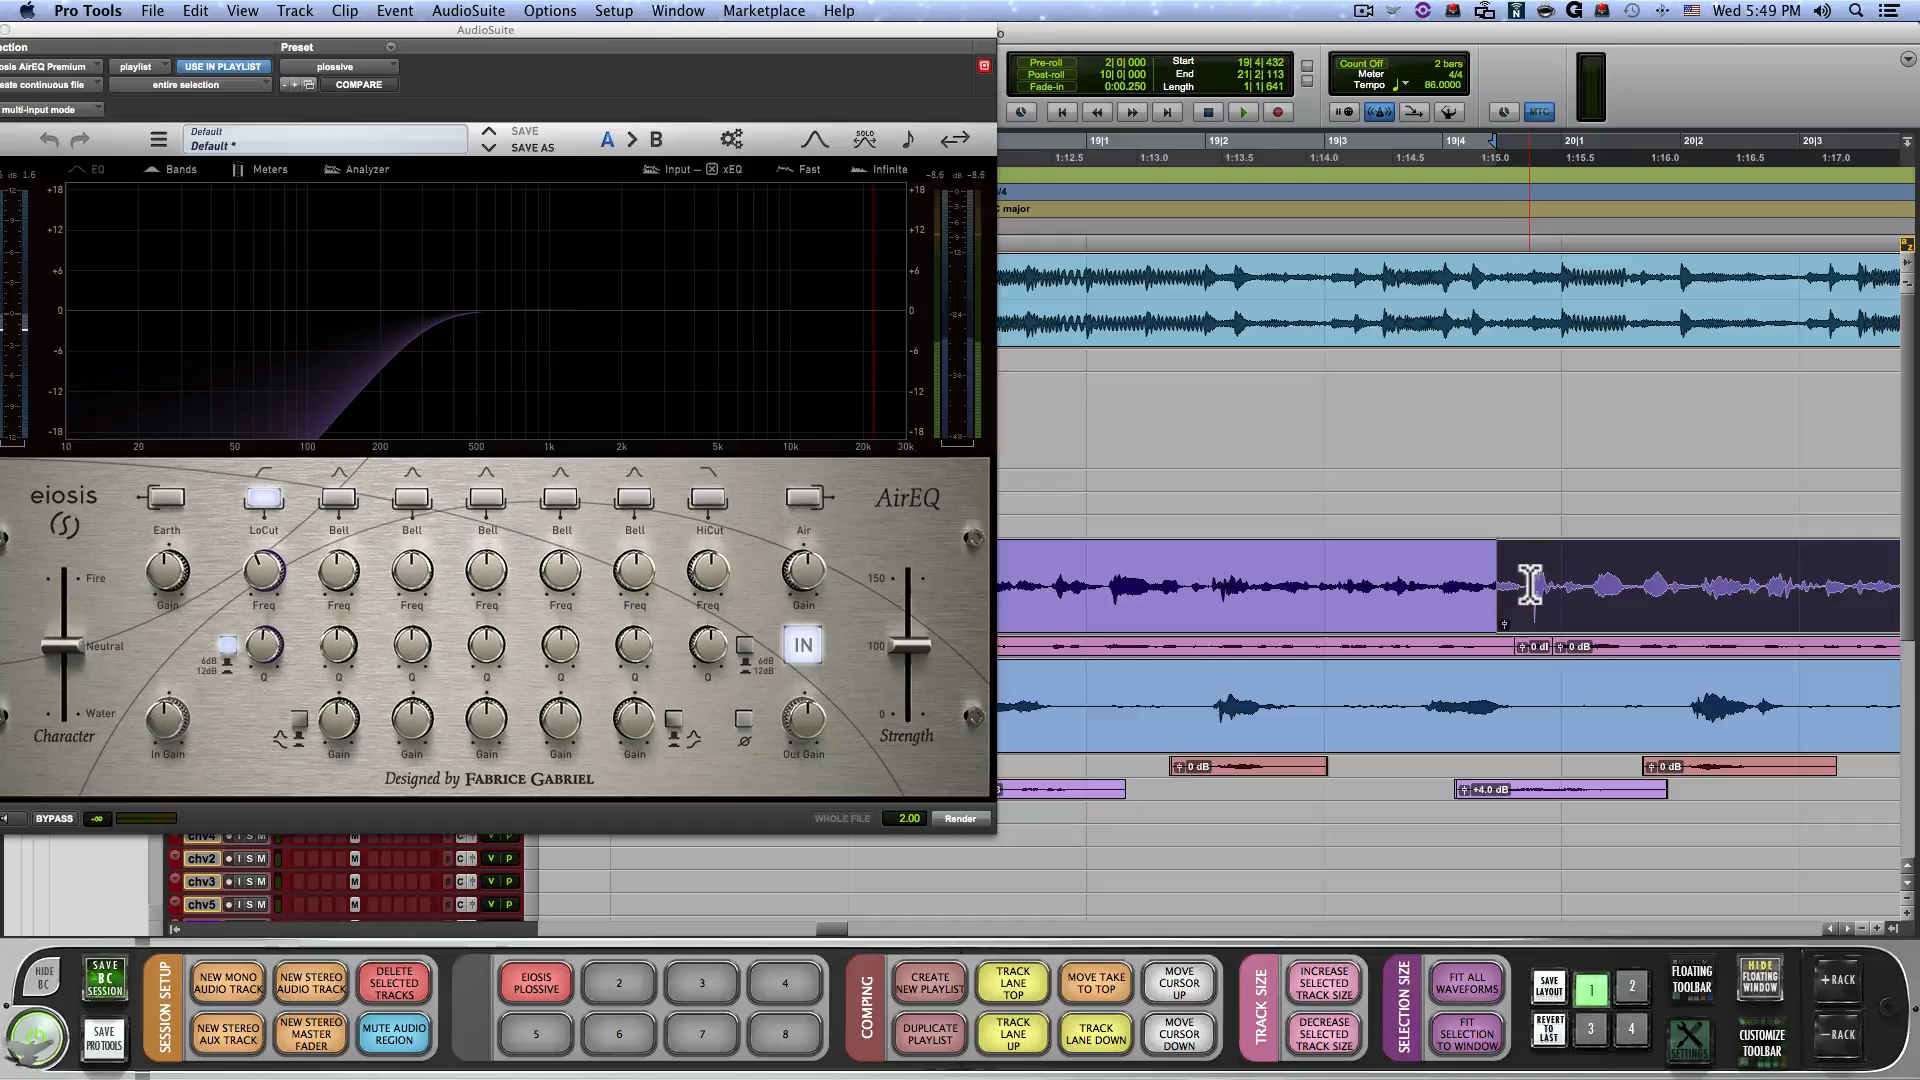 Pro Tools File Edit View Track Clip Event AudioSuite Options Setup Window Marketplace Help Wed 5:49 PM
AudioSuite
ection Preset
osis AirEQ Premium playlist USE IN PLAYLIST plossive
eate continuous file entire selection - + COMPARE
multi-input mode
Pre-roll 2| 0| 000 Start 19| 4| 432
Post-roll 10| 0| 000 End 21| 2| 113
Fade-in 0:00.250 Length 1| 1| 641
Count Off 2 bars
Meter 4/4
Tempo 86.0000
MTC
Default
Default *
SAVE
SAVE AS
A B
SOLO
19|1 19|2 19|3 19|4 20|1 20|2 20|3
1:12.5 1:13.0 1:13.5 1:14.0 1:14.5 1:15.0 1:15.5 1:16.0 1:16.5 1:17.0
EQ Bands Meters Analyzer Input – xEQ Fast Infinite
-8.6 dB -8.6
/4
C major
+18 +18
+12 +12
+6 +6
0 0
-6 -6
-12 -12
-18 -18
10 20 50 100 200 500 1k 2k 5k 10k 20k 30k
eiosis AirEQ
Earth LoCut Bell Bell Bell Bell Bell HiCut Air
Fire 150
Gain Freq Freq Freq Freq Freq Freq Freq Gain
Neutral IN 100
6dB
12dB
Q Q Q Q Q Q Q
6dB
12dB
Water 0
Character Strength
In Gain Gain Gain Gain Gain Gain Out Gain
Designed by FABRICE GABRIEL
0 dB
0 dB
0 dB
+4.0 dB
BYPASS -∞ WHOLE FILE 2.00 Render
chv4 I S M M C V P
chv2 I S M M C V P
chv3 I S M M C V P
chv5 I S M M C V P
HIDE BC
SAVE BC SESSION
SAVE PRO TOOLS
SESSION SETUP
NEW MONO AUDIO TRACK
NEW STEREO AUDIO TRACK
DELETE SELECTED TRACKS
NEW STEREO AUX TRACK
NEW STEREO MASTER FADER
MUTE AUDIO REGION
EIOSIS PLOSSIVE
2 3 4
5 6 7 8
COMPING
CREATE NEW PLAYLIST
TRACK LANE TOP
MOVE TAKE TO TOP
MOVE CURSOR UP
DUPLICATE PLAYLIST
TRACK LANE UP
TRACK LANE DOWN
MOVE CURSOR DOWN
TRACK SIZE
INCREASE SELECTED TRACK SIZE
DECREASE SELECTED TRACK SIZE
SELECTION SIZE
FIT ALL WAVEFORMS
FIT SELECTION TO WINDOW
SAVE LAYOUT
1 2
REVERT TO LAST
3 4
FLOATING TOOLBAR
HIDE FLOATING WINDOW
SETTINGS
CUSTOMIZE TOOLBAR
+RACK
–RACK